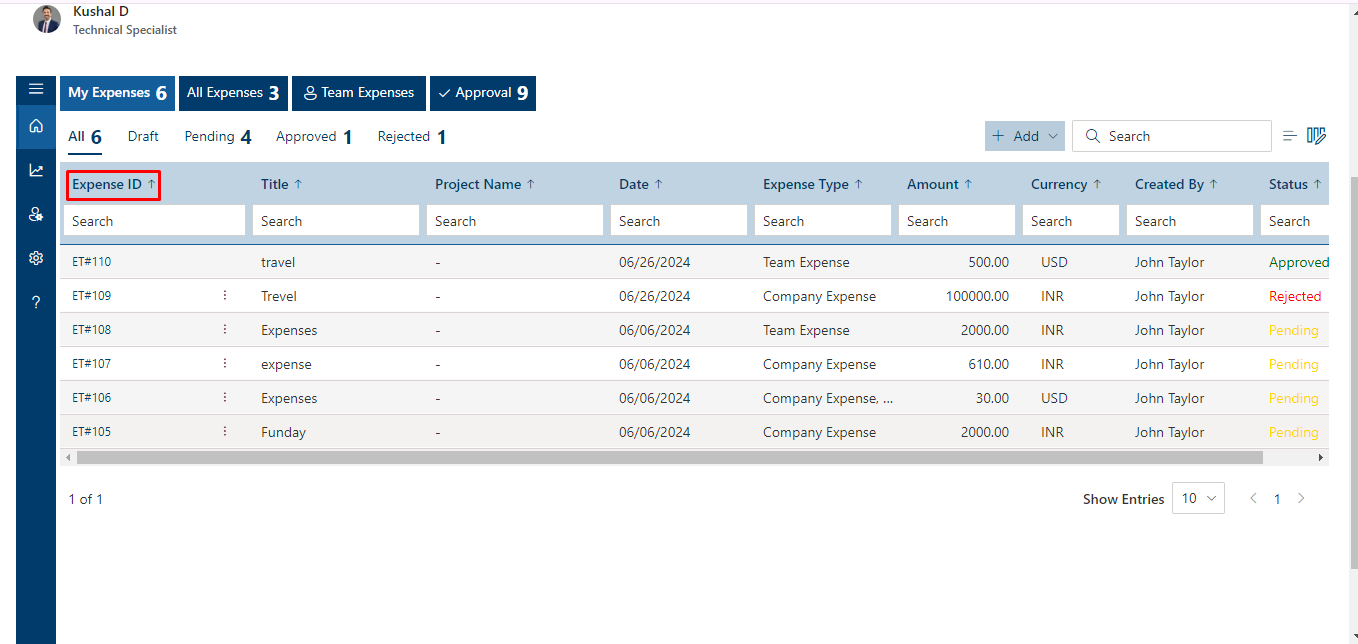 Kushal D
Technical Specialist
My Expenses 6 All Expenses 3 Team Expenses Approval 9
All 6 Draft Pending 4 Approved 1 Rejected 1 + Add Search
Expense ID ↑ Title ↑ Project Name ↑ Date ↑ Expense Type ↑ Amount ↑ Currency ↑ Created By ↑ Status ↑
Search Search Search Search Search Search Search Search Search
ET#110 travel - 06/26/2024 Team Expense 500.00 USD John Taylor Approved
ET#109 Trevel - 06/26/2024 Company Expense 100000.00 INR John Taylor Rejected
ET#108 Expenses - 06/06/2024 Team Expense 2000.00 INR John Taylor Pending
ET#107 expense - 06/06/2024 Company Expense 610.00 INR John Taylor Pending
ET#106 Expenses - 06/06/2024 Company Expense, ... 30.00 USD John Taylor Pending
ET#105 Funday - 06/06/2024 Company Expense 2000.00 INR John Taylor Pending
1 of 1 Show Entries 10 1